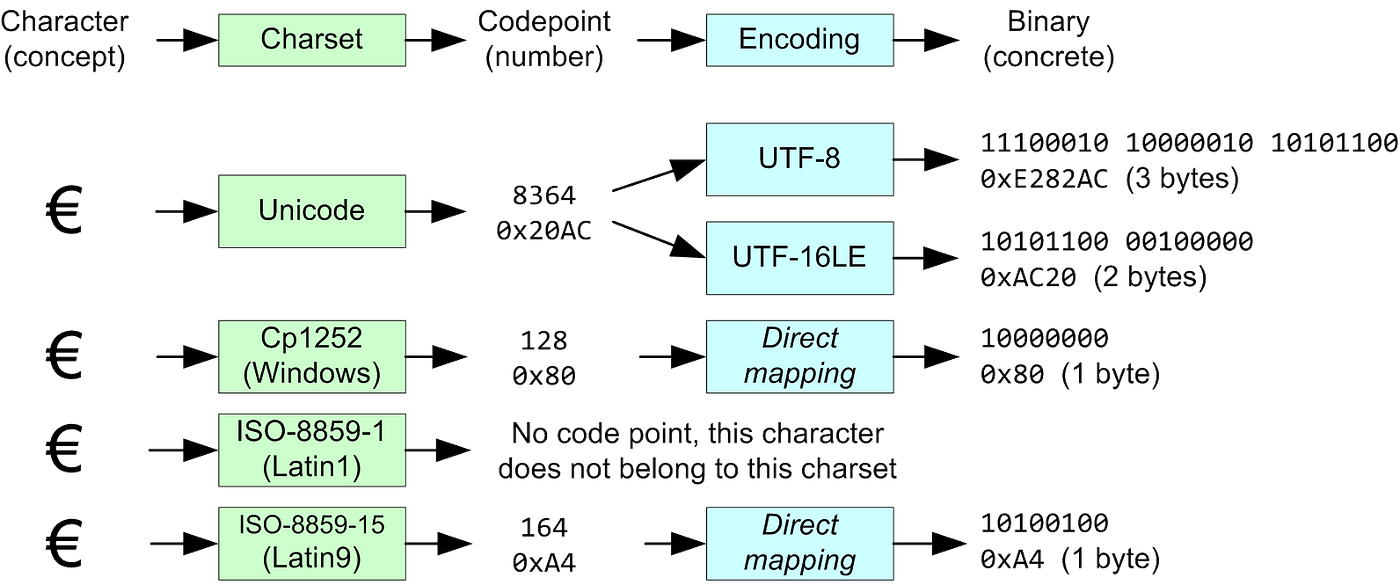 Character
(concept)
Charset
Codepoint
(number)
Encoding
Binary
(concrete)
€
Unicode
8364
0x20AC
UTF-8
11100010 10000010 10101100
0xE282AC (3 bytes)
UTF-16LE
10101100 00100000
0xAC20 (2 bytes)
€
Cp1252
(Windows)
128
0x80
Direct
mapping
10000000
0x80 (1 byte)
€
ISO-8859-1
(Latin1)
No code point, this character
does not belong to this charset
€
ISO-8859-15
(Latin9)
164
0xA4
Direct
mapping
10100100
0xA4 (1 byte)